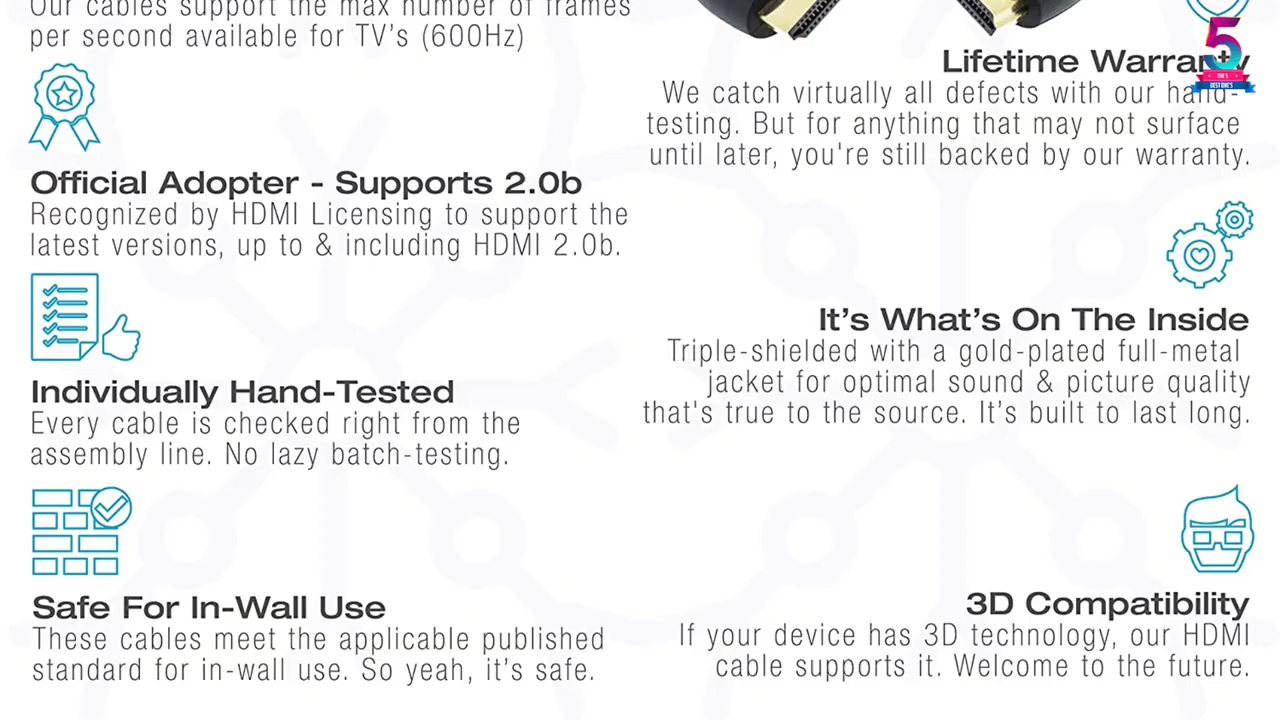 Our cables support the max number of frames
per second available for TV's (600Hz)
Official Adopter - Supports 2.0b
Recognized by HDMI Licensing to support the
latest versions, up to & including HDMI 2.0b.
Individually Hand-Tested
Every cable is checked right from the
assembly line. No lazy batch-testing.
Safe For In-Wall Use
These cables meet the applicable published
standard for in-wall use. So yeah, it's safe.
5
THE 5
BEST ONE'S
Lifetime Warranty
We catch virtually all defects with our hand-
testing. But for anything that may not surface
until later, you're still backed by our warranty.
It's What's On The Inside
Triple-shielded with a gold-plated full-metal
jacket for optimal sound & picture quality
that's true to the source. It's built to last long.
3D Compatibility
If your device has 3D technology, our HDMI
cable supports it. Welcome to the future.